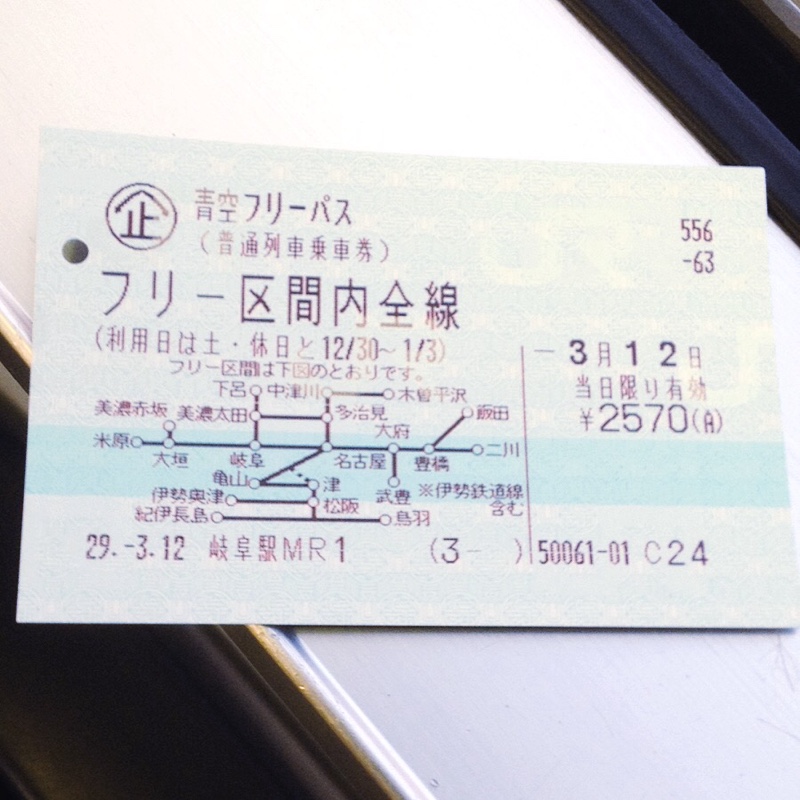 企 青空フリーパス
(普通列車乗車券)
556
-63
フリー区間内全線
(利用日は土・休日と12/30~1/3)
フリー区間は下図のとおりです。
ー 3月12日
当日限り有効
¥2570(A)
下呂 中津川 木曽平沢
美濃赤坂 美濃太田 多治見 飯田
大府
米原 二川
大垣 岐阜 名古屋 豊橋
亀山 津 武豊 ※伊勢鉄道線
含む
伊勢奥津 松阪
紀伊長島 鳥羽
29.-3.12 岐阜駅MR1 (3- ) 50061-01 C24